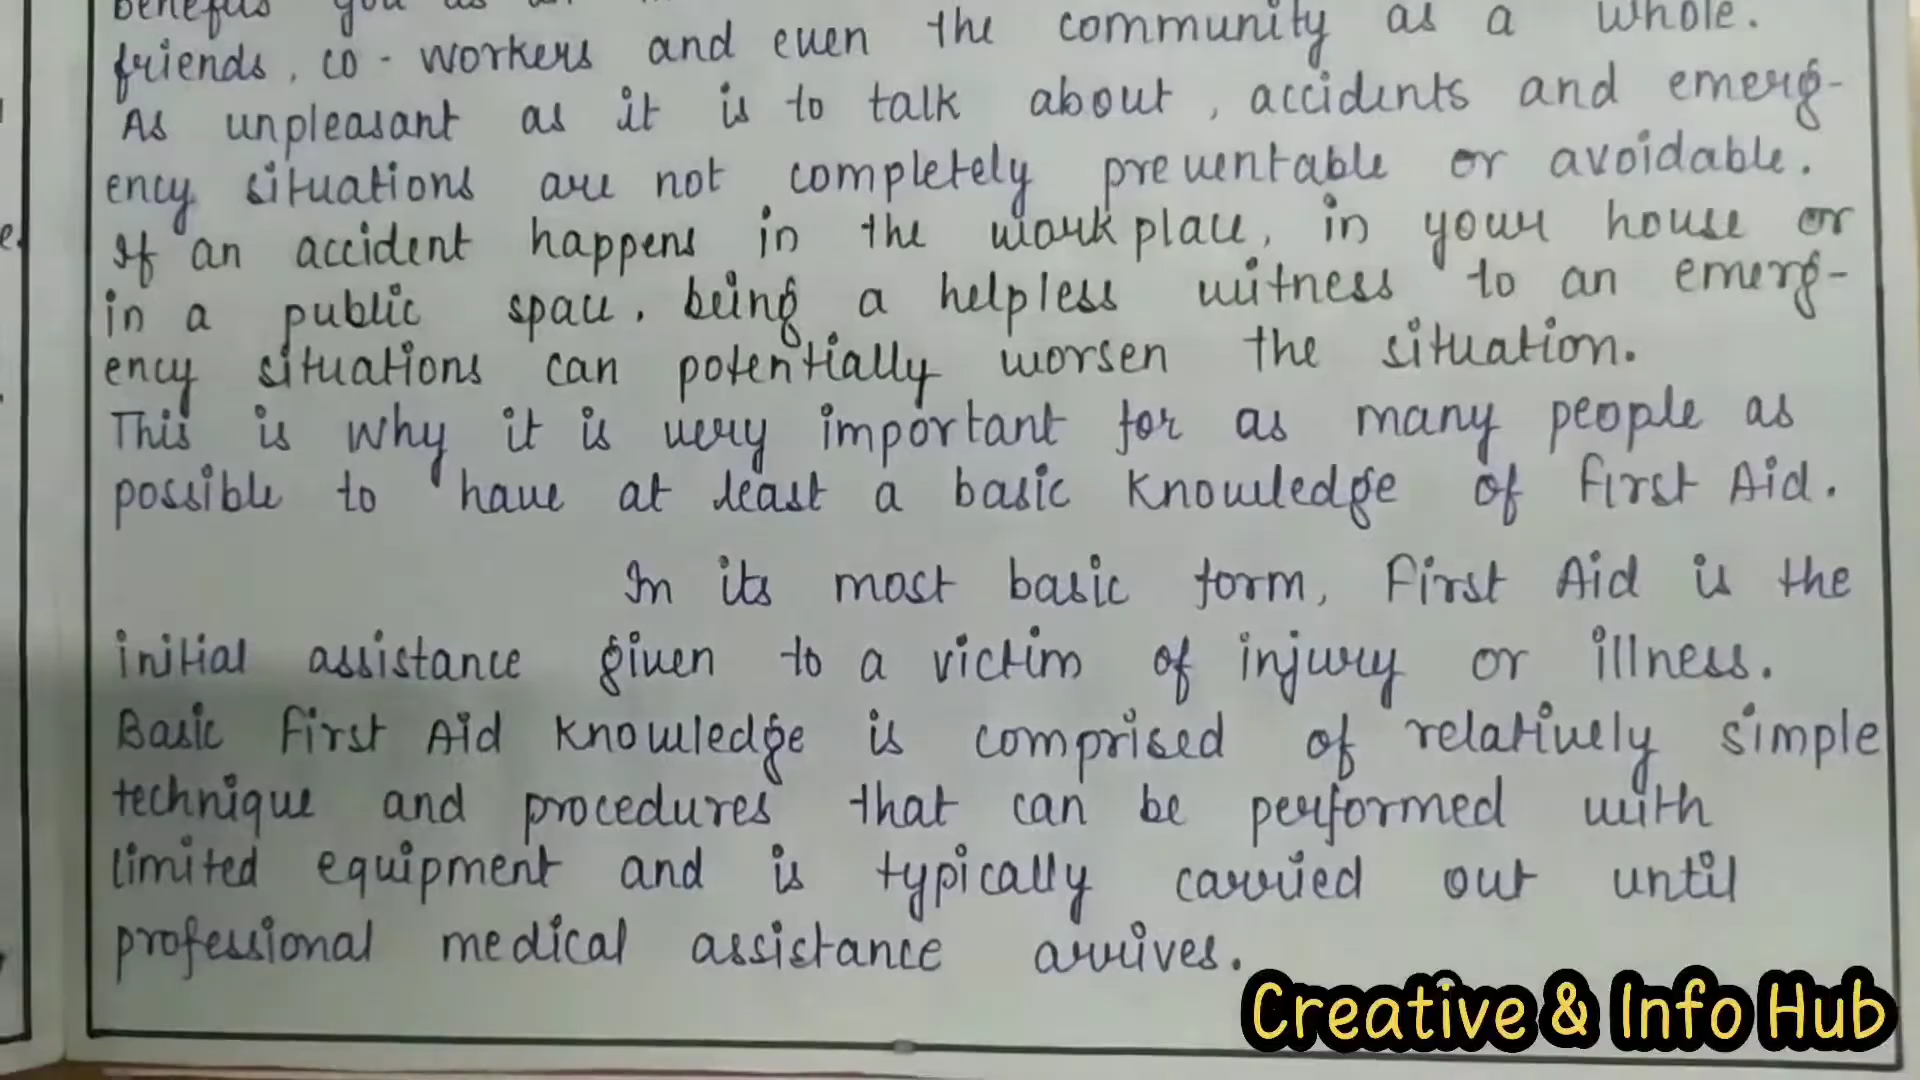 benefits you as
friends, co-workers and even the community as a whole.
As unpleasant as it is to talk about, accidents and emerg-
ency situations are not completely preventable or avoidable.
If an accident happens in the workplace, in your house or
in a public space, being a helpless witness to an emerg-
ency situations can potentially worsen the situation.
This is why it is very important for as many people as
possible to have at least a basic knowledge of First Aid.
In its most basic form, First Aid is the
initial assistance given to a victim of injury or illness.
Basic First Aid knowledge is comprised of relatively simple
technique and procedures that can be performed with
limited equipment and is typically carried out until
professional medical assistance arrives.
Creative & Info Hub